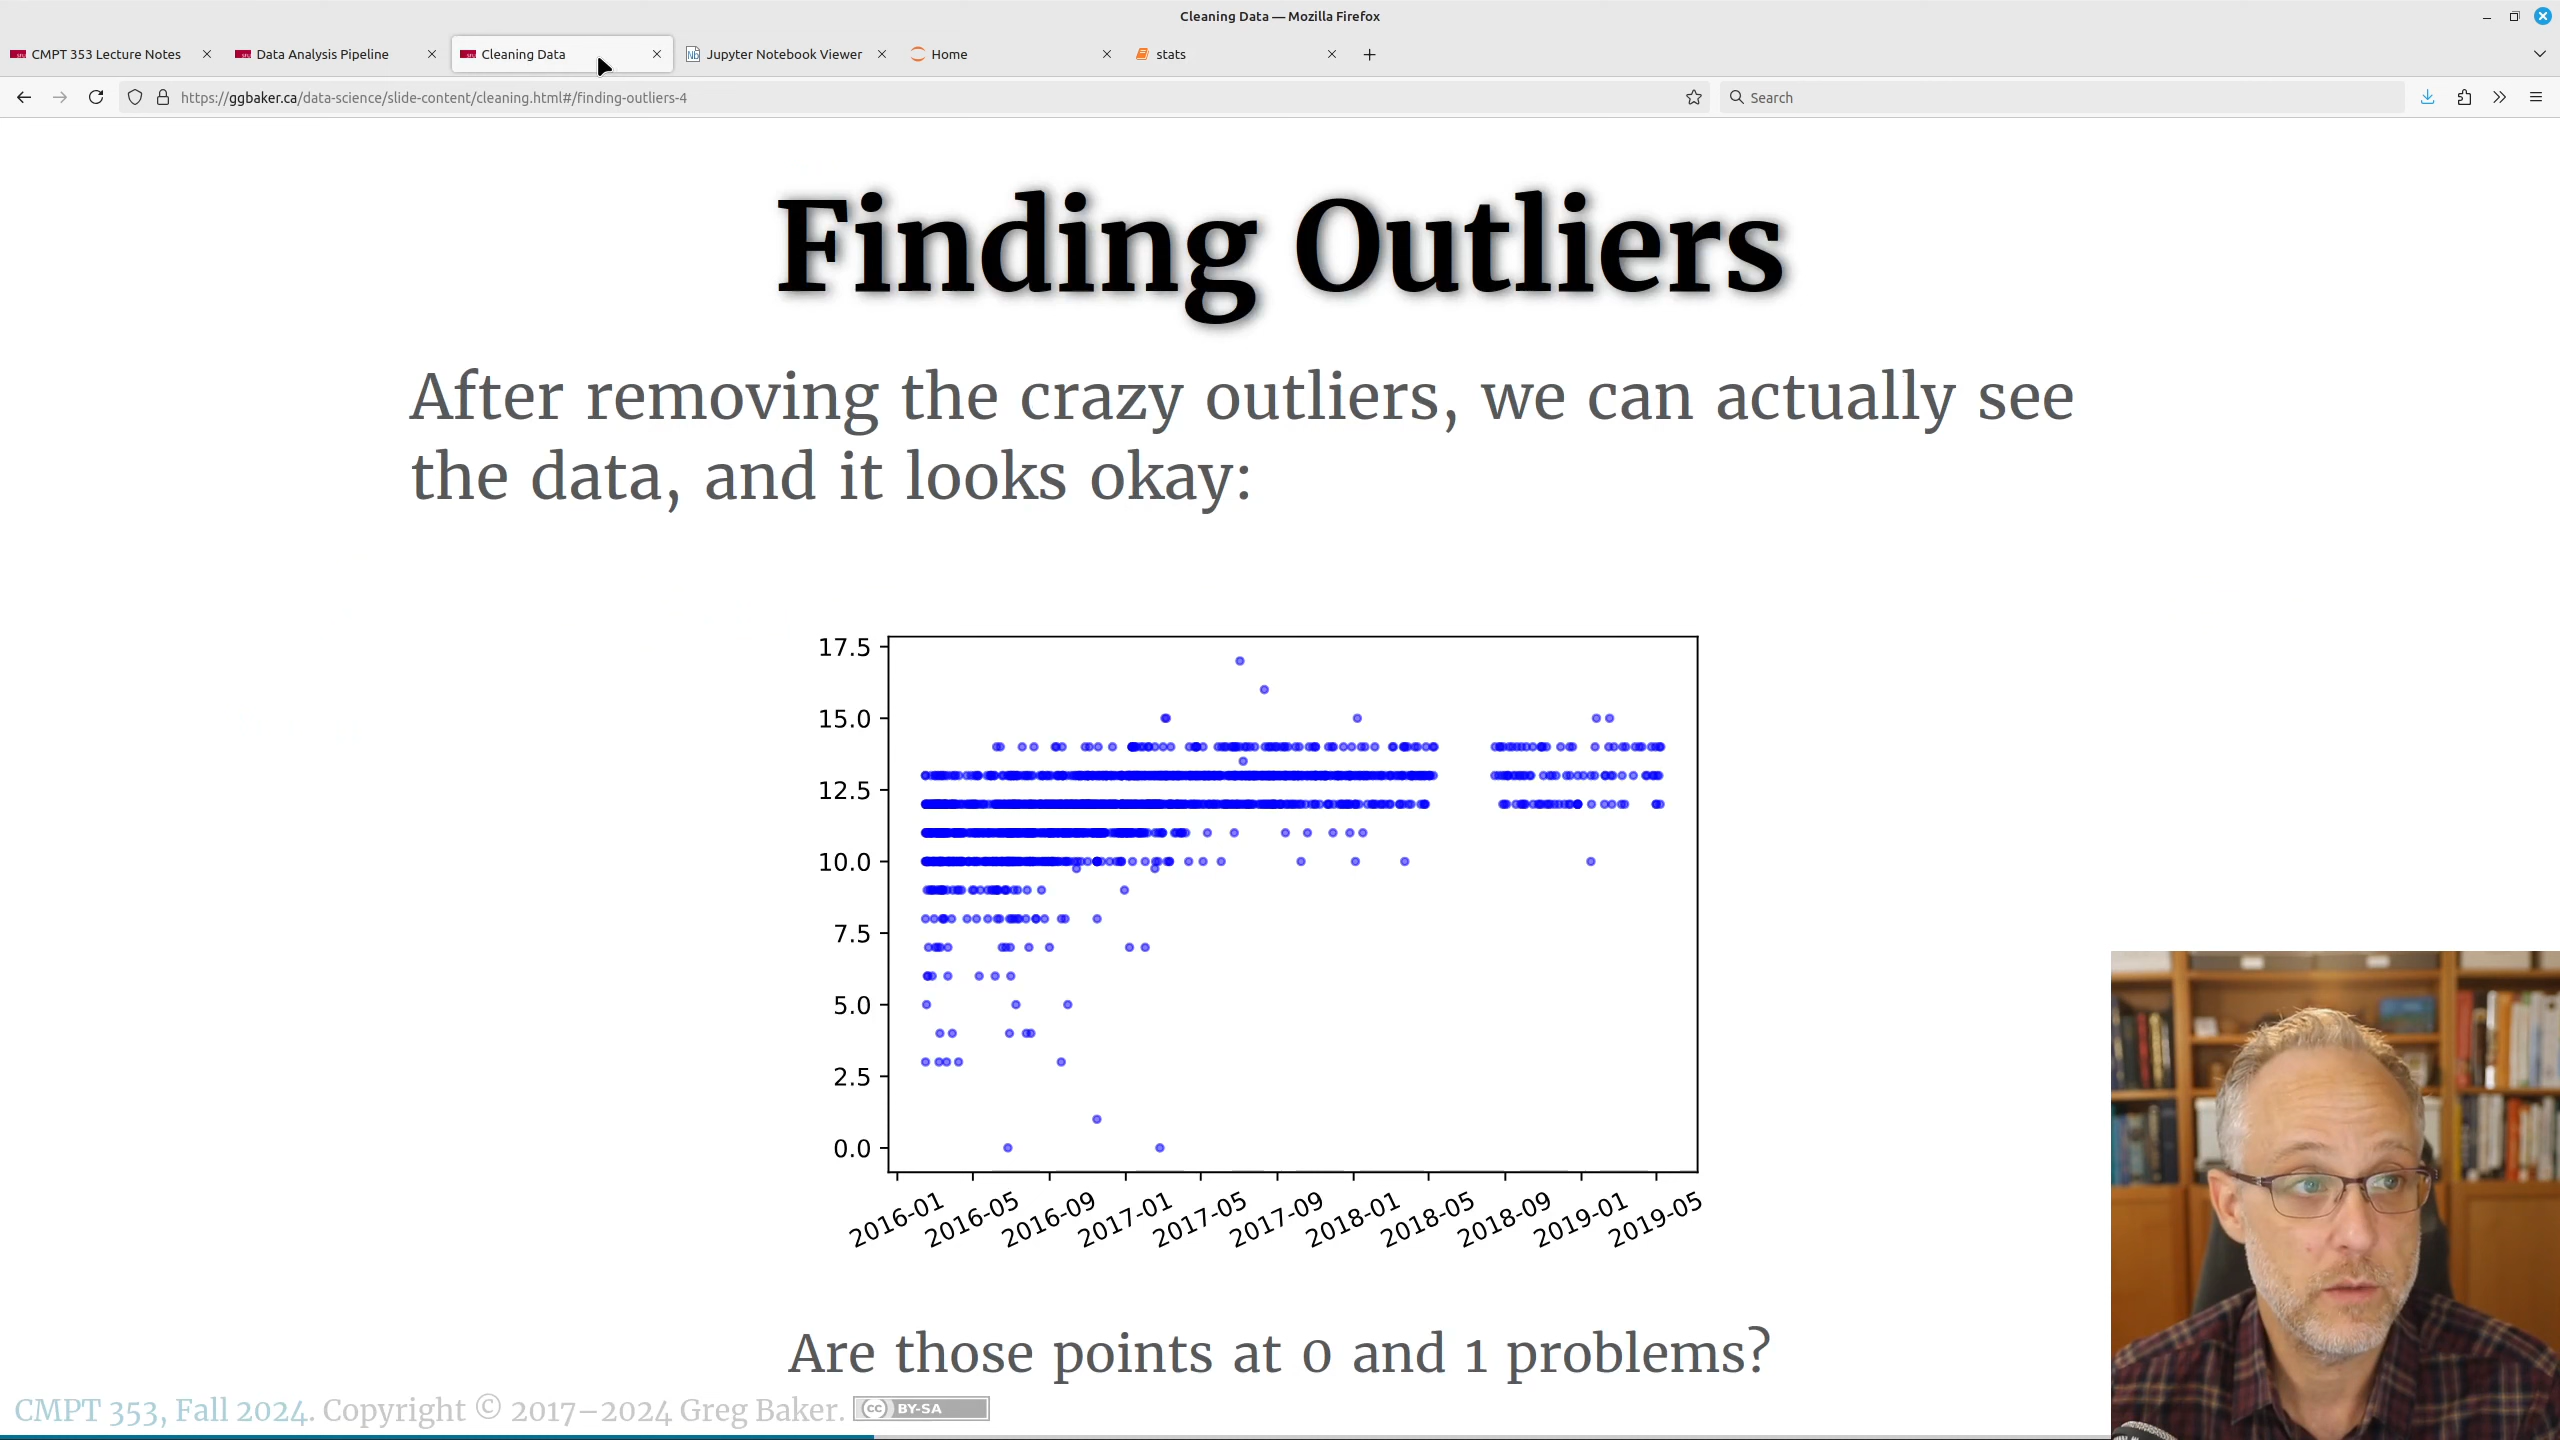 Cleaning Data — Mozilla Firefox
CMPT 353 Lecture Notes
Data Analysis Pipeline
Cleaning Data
Jupyter Notebook Viewer
Home
stats
https://ggbaker.ca/data-science/slide-content/cleaning.html#/finding-outliers-4
Search
Finding Outliers
After removing the crazy outliers, we can actually see
the data, and it looks okay:
17.5
15.0
12.5
10.0
7.5
5.0
2.5
0.0
2016-01
2016-05
2016-09
2017-01
2017-05
2017-09
2018-01
2018-05
2018-09
2019-01
2019-05
Are those points at 0 and 1 problems?
CMPT 353, Fall 2024. Copyright © 2017–2024 Greg Baker. cc BY-SA